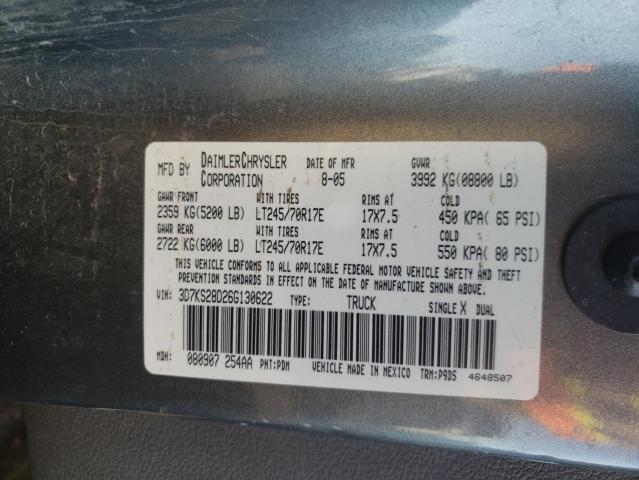 MFD BY DAIMLERCHRYSLER CORPORATION DATE OF MFR 8-05 GVWR 3992 KG(08800 LB)
GAWR FRONT WITH TIRES RIMS AT COLD
2359 KG(5200 LB) LT245/70R17E 17X7.5 450 KPA( 65 PSI)
GAWR REAR WITH TIRES RIMS AT COLD
2722 KG(6000 LB) LT245/70R17E 17X7.5 550 KPA( 80 PSI)
THIS VEHICLE CONFORMS TO ALL APPLICABLE FEDERAL MOTOR VEHICLE SAFETY AND THEFT
PREVENTION STANDARDS IN EFFECT ON THE DATE OF MANUFACTURE SHOWN ABOVE.
VIN: 3D7KS28D26G130622 TYPE: TRUCK SINGLE X DUAL
MDH: 080907 254AA PNT:PDM VEHICLE MADE IN MEXICO TRM:P9D5 4648507